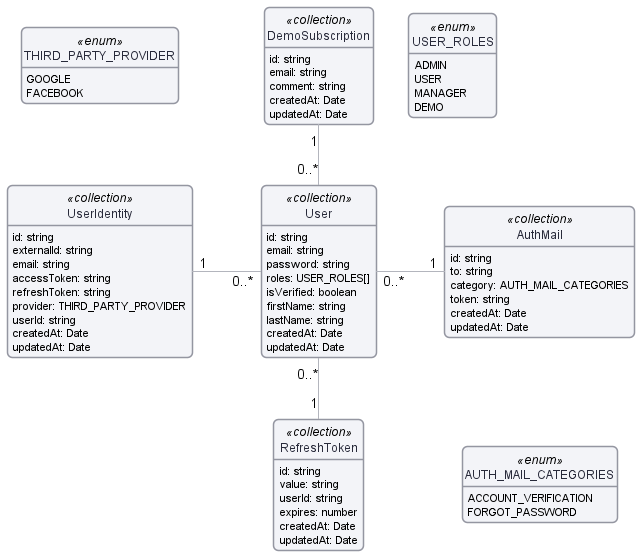 «enum»
THIRD_PARTY_PROVIDER
GOOGLE
FACEBOOK
«collection»
DemoSubscription
id: string
email: string
comment: string
createdAt: Date
updatedAt: Date
«enum»
USER_ROLES
ADMIN
USER
MANAGER
DEMO
1
0..*
«collection»
UserIdentity
id: string
externalId: string
email: string
accessToken: string
refreshToken: string
provider: THIRD_PARTY_PROVIDER
userId: string
createdAt: Date
updatedAt: Date
1
0..*
«collection»
User
id: string
email: string
password: string
roles: USER_ROLES[]
isVerified: boolean
firstName: string
lastName: string
createdAt: Date
updatedAt: Date
1
0..*
«collection»
AuthMail
id: string
to: string
category: AUTH_MAIL_CATEGORIES
token: string
createdAt: Date
updatedAt: Date
0..*
1
«collection»
RefreshToken
id: string
value: string
userId: string
expires: number
createdAt: Date
updatedAt: Date
«enum»
AUTH_MAIL_CATEGORIES
ACCOUNT_VERIFICATION
FORGOT_PASSWORD